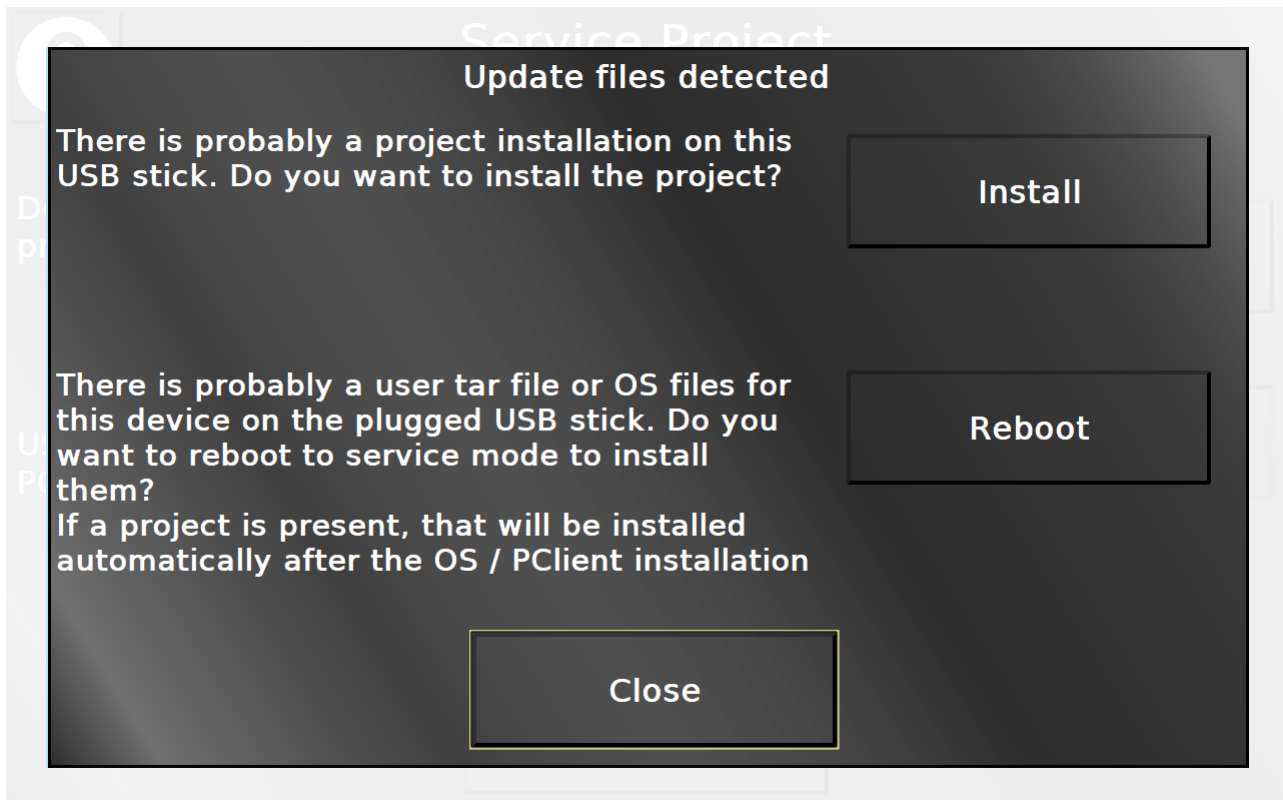 Service Project
Update files detected
There is probably a project installation on this
USB stick. Do you want to install the project?
Install
There is probably a user tar file or OS files for
this device on the plugged USB stick. Do you
want to reboot to service mode to install
them?
If a project is present, that will be installed
automatically after the OS / PClient installation
Reboot
Close